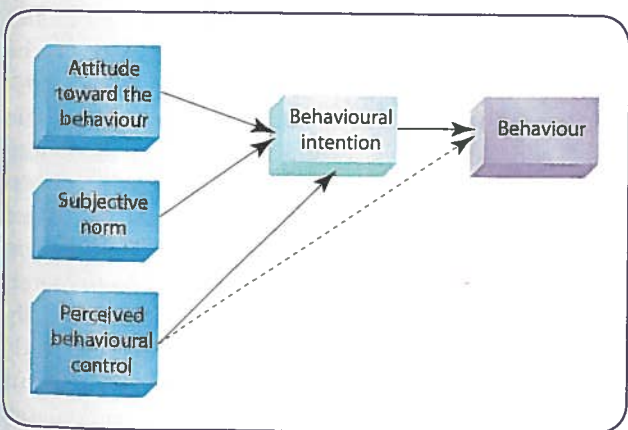 Attitude
toward the
behaviour
Subjective
norm
Perceived
behavioural
control
Behavioural
intention
Behaviour